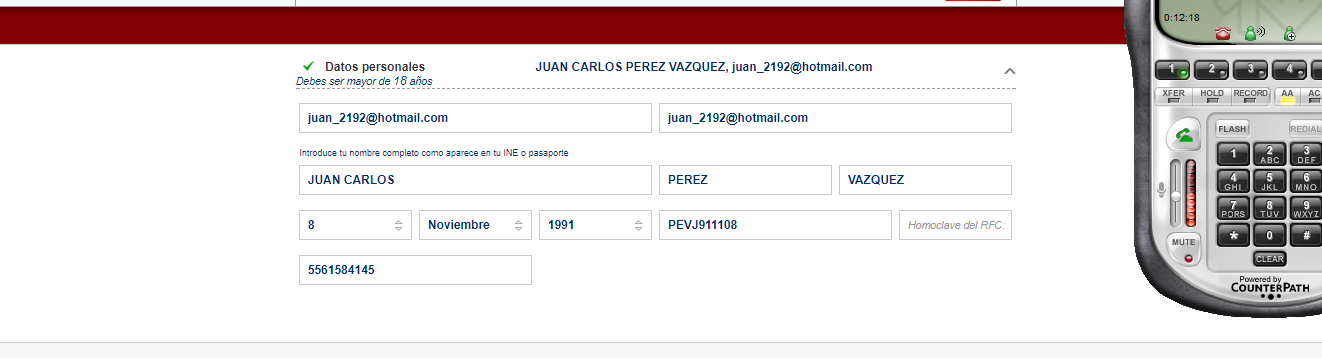 0:12:18
Datos personales JUAN CARLOS PEREZ VAZQUEZ, juan_2192@hotmail.com
Debes ser mayor de 18 años
juan_2192@hotmail.com juan_2192@hotmail.com
Introduce tu nombre completo como aparece en tu INE o pasaporte
JUAN CARLOS PEREZ VAZQUEZ
8 Noviembre 1991 PEVJ911108 Homoclave del RFC:
5561584145
1 2 3 4
XFER HOLD RECORD AA AC
FLASH REDIAL
1 2 ABC 3 DEF
4 GHI 5 JKL 6 MNO
7 PQRS 8 TUV 9 WXYZ
* 0 #
MUTE
CLEAR
Powered by
COUNTERPATH